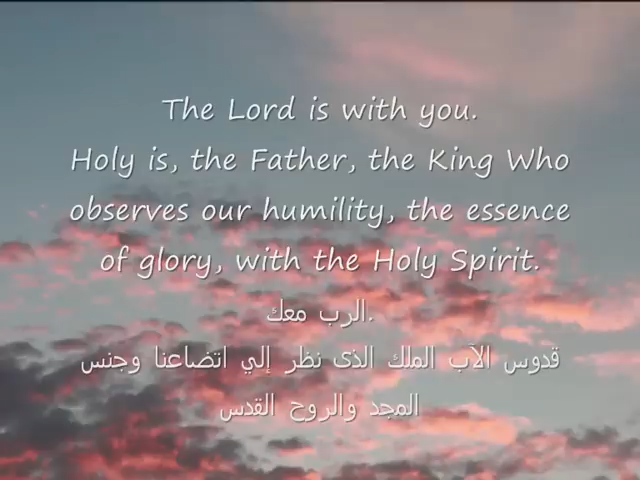 The Lord is with you.
Holy is, the Father, the King Who
observes our humility, the essence
of glory, with the Holy Spirit.
الرب معك.
قدوس الآب الملك الذى نظر إلي اتضاعنا وجنس
المجد والروح القدس